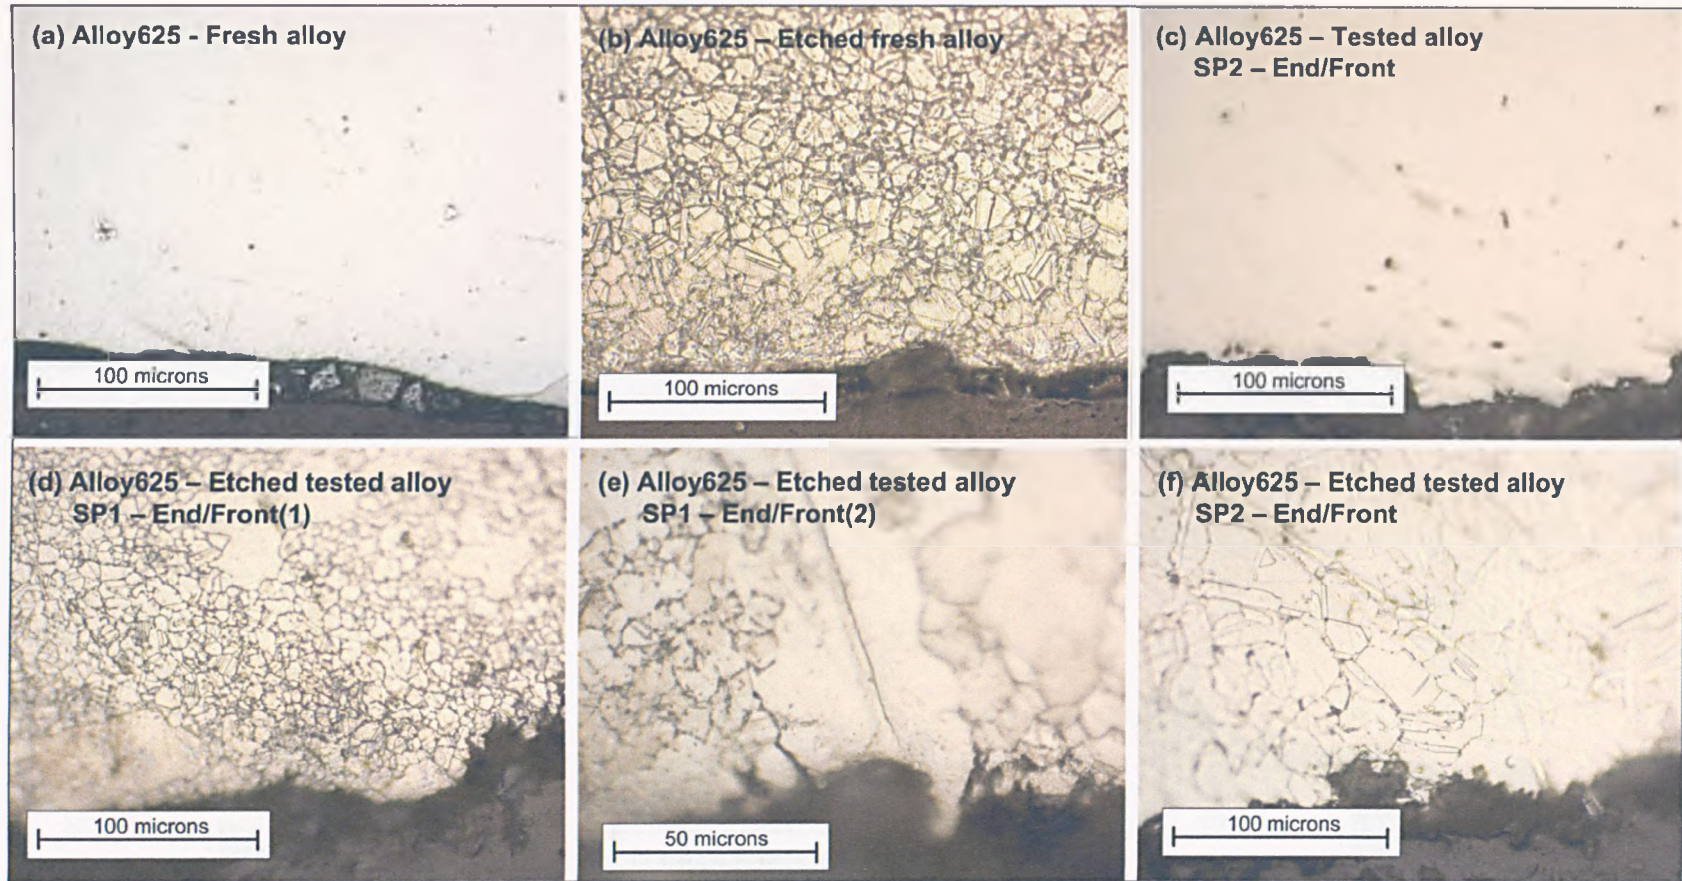 (a) Alloy625 - Fresh alloy
100 microns
(b) Alloy625 – Etched fresh alloy
100 microns
(c) Alloy625 – Tested alloy
SP2 – End/Front
100 microns
(d) Alloy625 – Etched tested alloy
SP1 – End/Front(1)
100 microns
(e) Alloy625 – Etched tested alloy
SP1 – End/Front(2)
50 microns
(f) Alloy625 – Etched tested alloy
SP2 – End/Front
100 microns